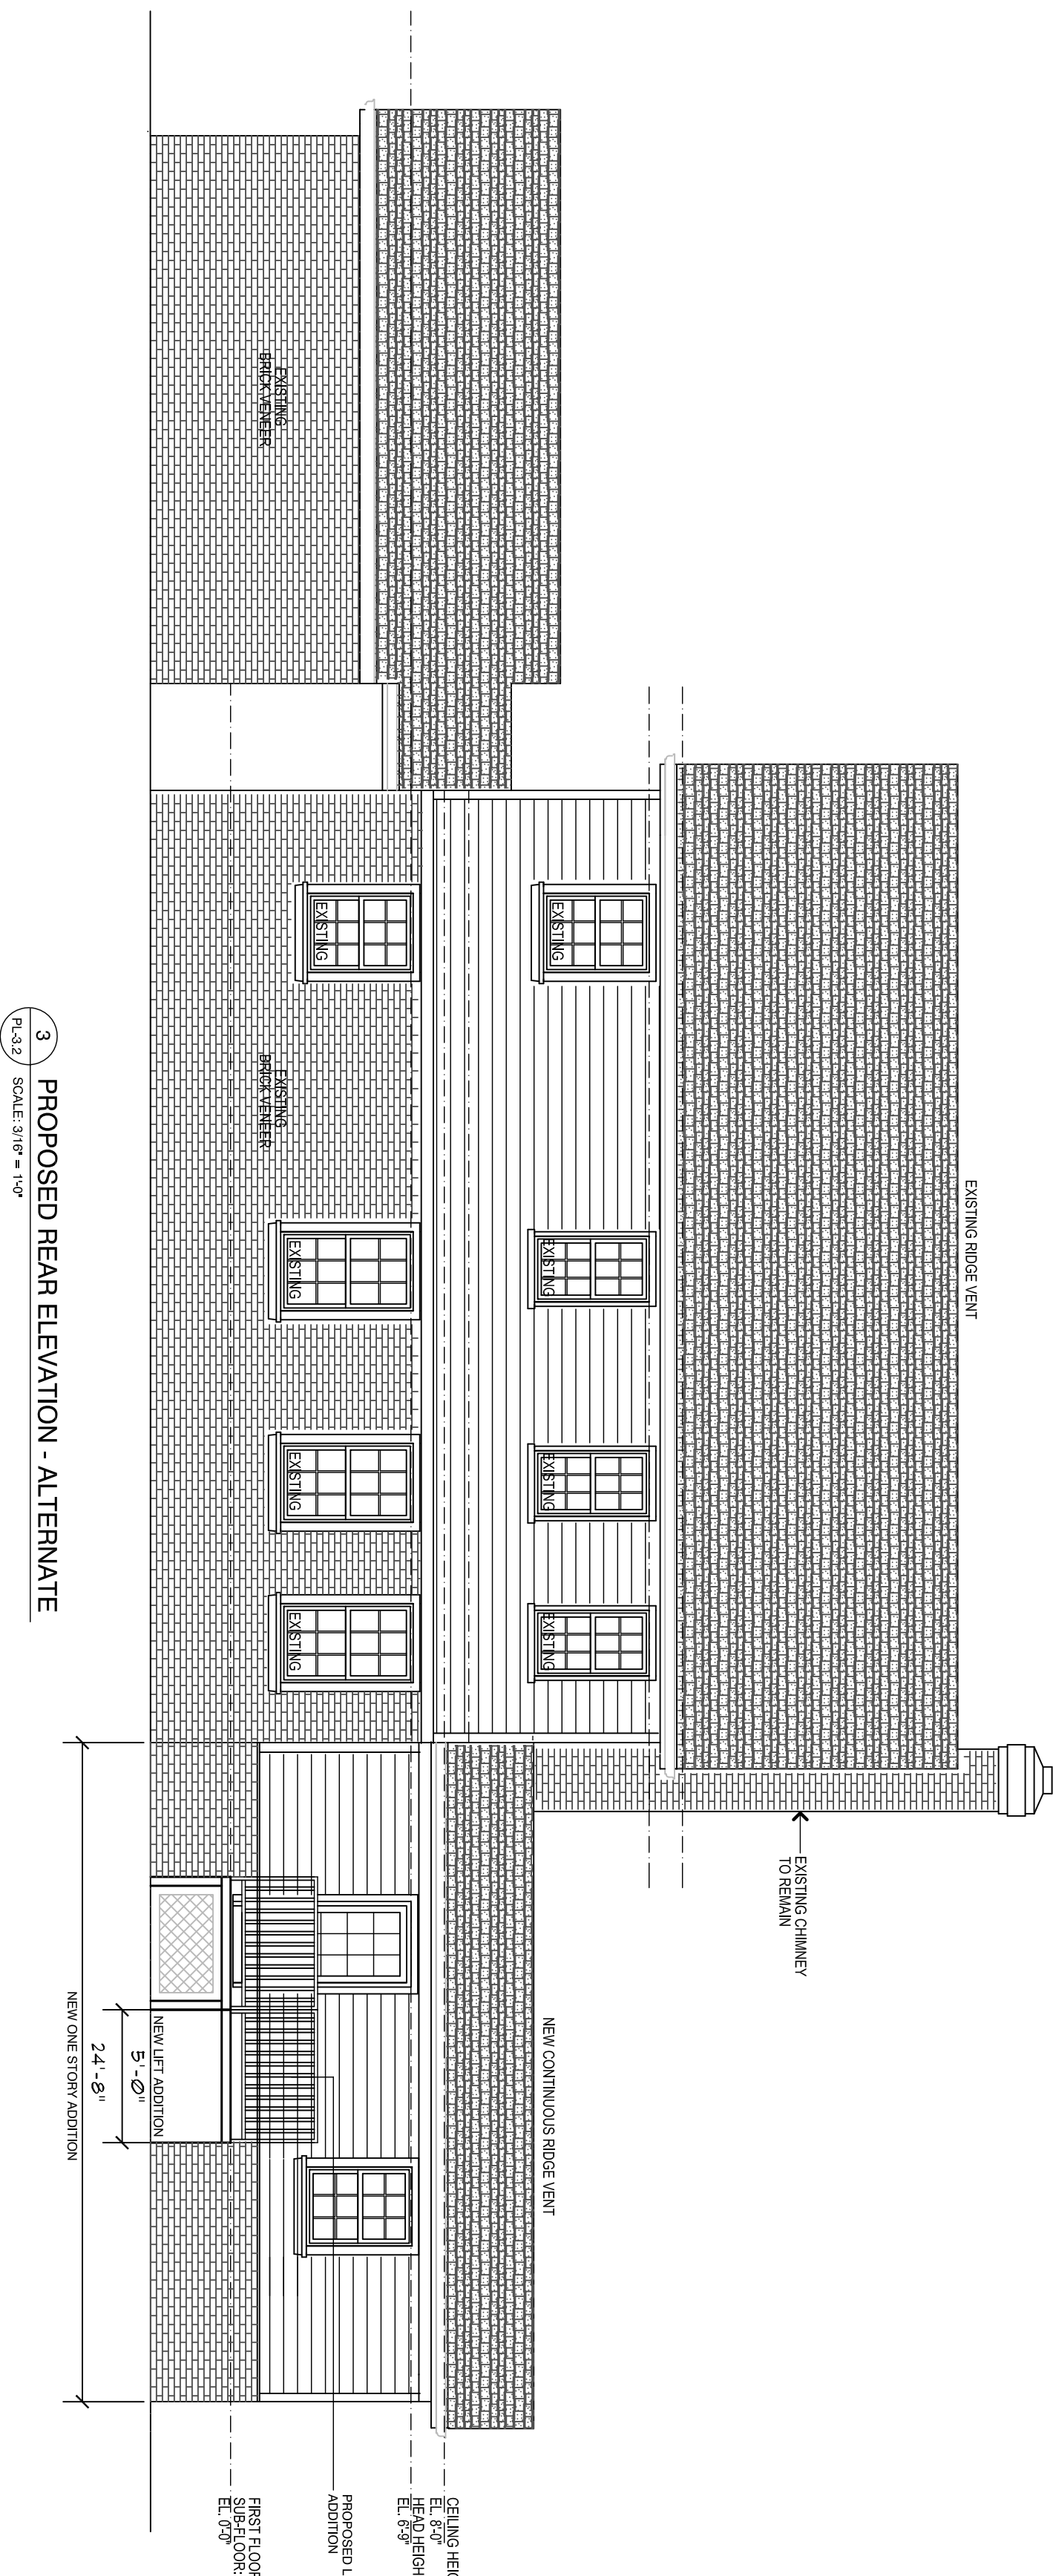 EXISTING RIDGE VENT
EXISTING CHIMNEY
TO REMAIN
NEW CONTINUOUS RIDGE VENT
EXISTING
EXISTING
EXISTING
EXISTING
EXISTING
EXISTING
EXISTING
EXISTING
EXISTING
BRICK VENEER
EXISTING
BRICK VENEER
CEILING
EL. 8'-0"
HEAD
EL. 6'-9"
PROPOSED
ADDITION
FIRST
SUB-FLOOR:
EL. 0'-0"
NEW LIFT ADDITION
5'-0"
24'-8"
NEW ONE STORY ADDITION
3
PL-3.2
PROPOSED REAR ELEVATION - ALTERNATE
SCALE: 3/16" = 1'-0"